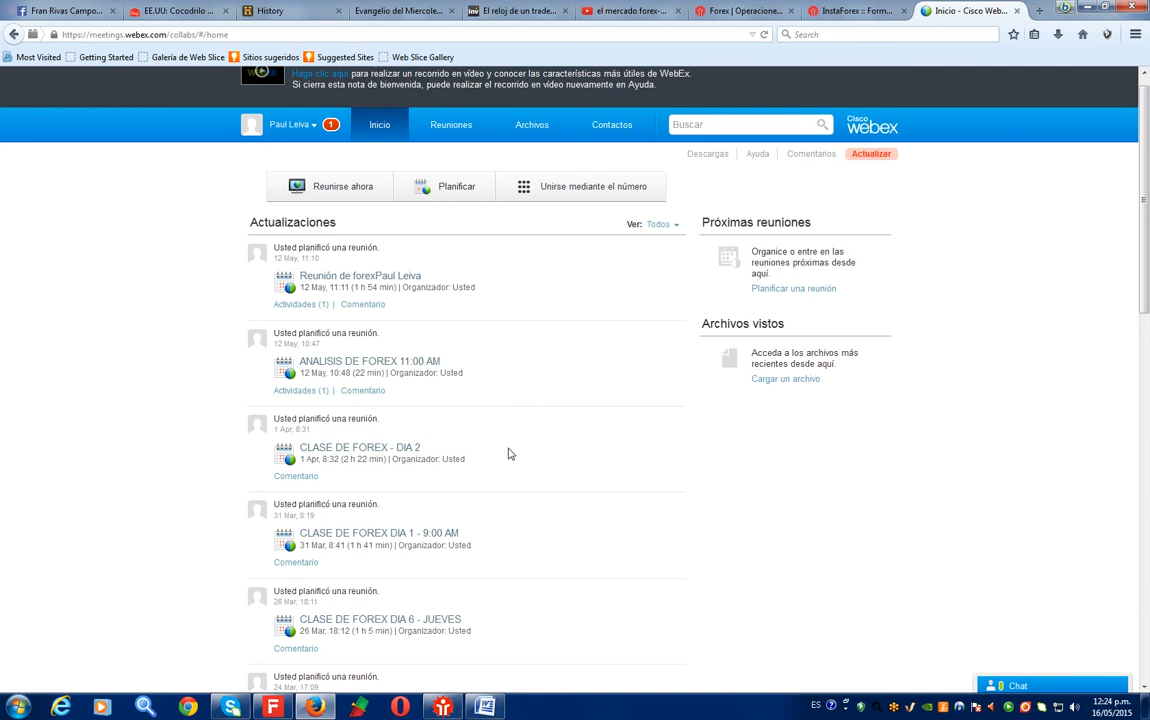 Fran Rivas Campo...
EE.UU: Cocodrilo ...
History
Evangelio del Miercole...
El reloj de un trade...
el mercado forex-...
Forex | Operacione...
InstaForex :: Form...
Inicio - Cisco Web...
https://meetings.webex.com/collabs/#/home
Search
Most Visited
Getting Started
Galería de Web Slice
Sitios sugeridos
Suggested Sites
Web Slice Gallery
Haga clic aquí para realizar un recorrido en vídeo y conocer las características más útiles de WebEx.
Si cierra esta nota de bienvenida, puede realizar el recorrido en vídeo nuevamente en Ayuda.
Paul Leiva
1
Inicio
Reuniones
Archivos
Contactos
Buscar
Cisco
webex
Descargas
Ayuda
Comentarios
Actualizar
Reunirse ahora
Planificar
Unirse mediante el número
Actualizaciones
Ver: Todos
Usted planificó una reunión.
12 May, 11:10
Reunión de forexPaul Leiva
12 May, 11:11 (1 h 54 min) | Organizador: Usted
Actividades (1) | Comentario
Usted planificó una reunión.
12 May, 10:47
ANALISIS DE FOREX 11:00 AM
12 May, 10:48 (22 min) | Organizador: Usted
Actividades (1) | Comentario
Usted planificó una reunión.
1 Apr, 8:31
CLASE DE FOREX - DIA 2
1 Apr, 8:32 (2 h 22 min) | Organizador: Usted
Comentario
Usted planificó una reunión.
31 Mar, 8:19
CLASE DE FOREX DIA 1 - 9:00 AM
31 Mar, 8:41 (1 h 41 min) | Organizador: Usted
Comentario
Usted planificó una reunión.
26 Mar, 18:11
CLASE DE FOREX DIA 6 - JUEVES
26 Mar, 18:12 (1 h 5 min) | Organizador: Usted
Comentario
Usted planificó una reunión.
24 Mar, 17:09
Próximas reuniones
Organice o entre en las
reuniones próximas desde
aquí.
Planificar una reunión
Archivos vistos
Acceda a los archivos más
recientes desde aquí.
Cargar un archivo
Chat
ES
12:24 p.m.
16/05/2015